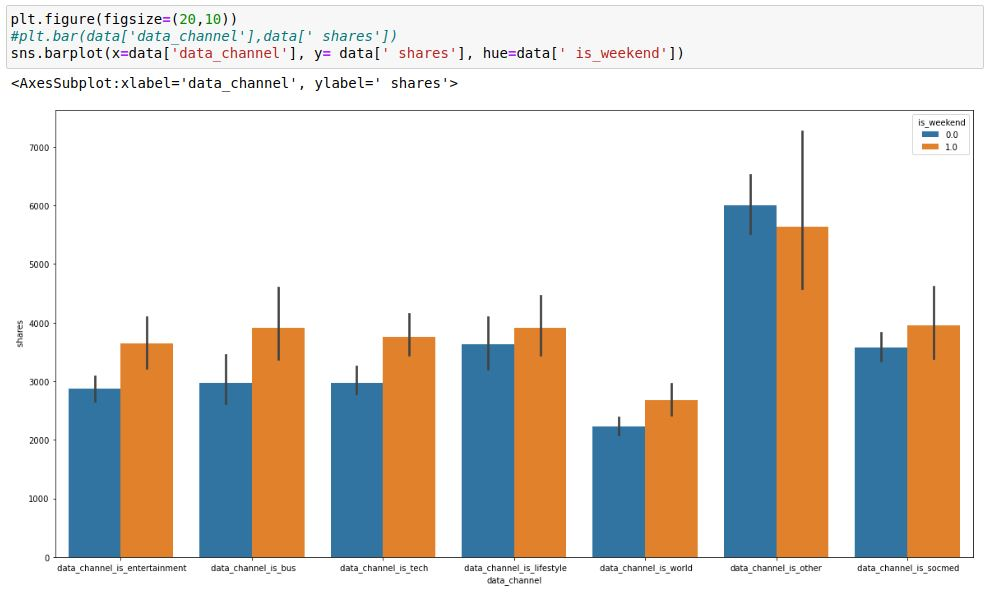 plt.figure(figsize=(20,10))
#plt.bar(data['data_channel'],data[' shares'])
sns.barplot(x=data['data_channel'], y= data[' shares'], hue=data[' is_weekend'])
<AxesSubplot:xlabel='data_channel', ylabel=' shares'>
is_weekend
0.0
1.0
7000
6000
5000
4000
3000
2000
1000
0
shares
data_channel_is_entertainment data_channel_is_bus data_channel_is_tech data_channel_is_lifestyle data_channel_is_world data_channel_is_other data_channel_is_socmed
data_channel